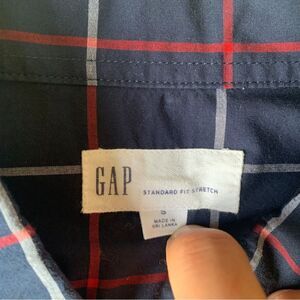 GAP
STANDARD FIT STRETCH
S
MADE IN
SRI LANKA